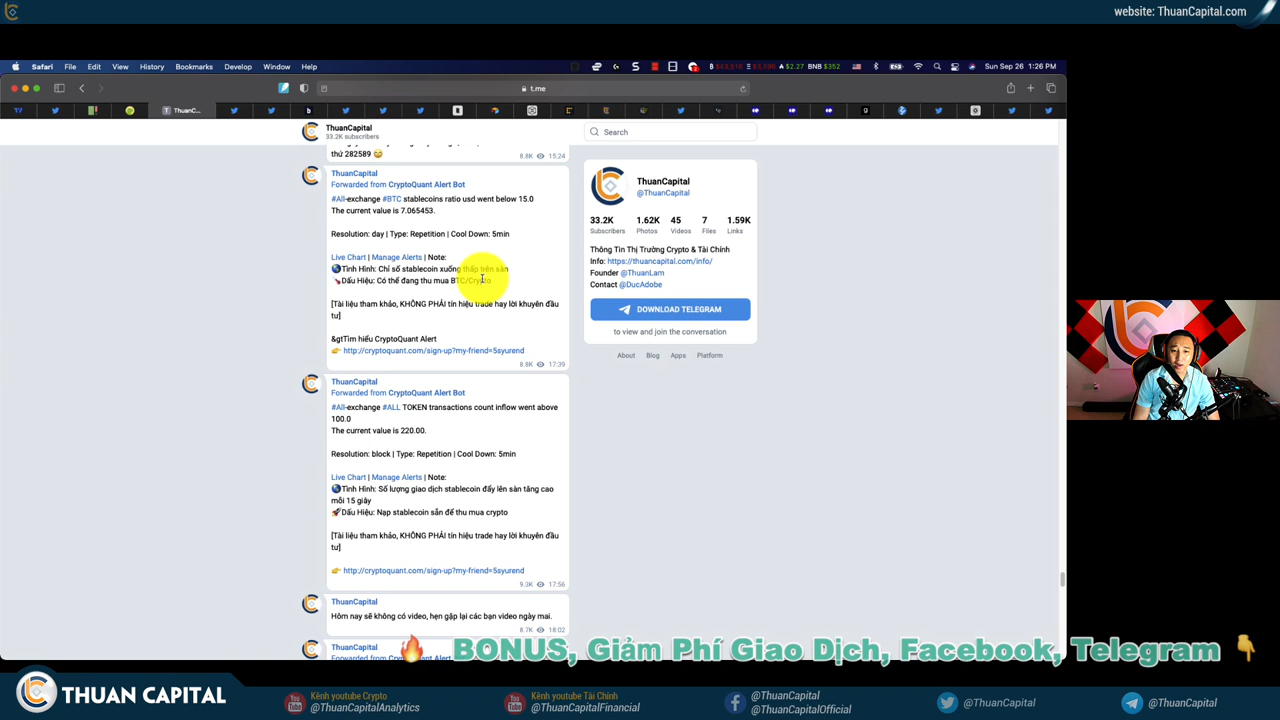 website: ThuanCapital.com
Safari File Edit View History Bookmarks Develop Window Help
$2.27 BNB $352
Sun Sep 26 1:26 PM
t.me
ThuanC...
ThuanCapital
33.2K subscribers
Search
thứ 282589 😂
8.8K 15:24
ThuanCapital
Forwarded from CryptoQuant Alert Bot
#All-exchange #BTC stablecoins ratio usd went below 15.0
The current value is 7.065453.
Resolution: day | Type: Repetition | Cool Down: 5min
Live Chart | Manage Alerts | Note:
🌏Tình Hình: Chỉ số stablecoin xuống thấp trên sàn
Dấu Hiệu: Có thể đang thu mua BTC/Crypto
[Tài liệu tham khảo, KHÔNG PHẢI tín hiệu trade hay lời khuyên đầu
tư]
&gtTìm hiểu CryptoQuant Alert
👉 http://cryptoquant.com/sign-up?my-friend=5syurend
8.8K 17:39
ThuanCapital
Forwarded from CryptoQuant Alert Bot
#All-exchange #ALL TOKEN transactions count inflow went above
100.0
The current value is 220.00.
Resolution: block | Type: Repetition | Cool Down: 5min
Live Chart | Manage Alerts | Note:
🌏Tình Hình: Số lượng giao dịch stablecoin đẩy lên sàn tăng cao
mỗi 15 giây
🚀Dấu Hiệu: Nạp stablecoin sẵn để thu mua crypto
[Tài liệu tham khảo, KHÔNG PHẢI tín hiệu trade hay lời khuyên đầu
tư]
👉 http://cryptoquant.com/sign-up?my-friend=5syurend
9.3K 17:56
ThuanCapital
Hôm nay sẽ không có video, hẹn gặp lại các bạn video ngày mai.
8.7K 18:02
ThuanCapital
Forwarded from CryptoQuant Alert Bot
ThuanCapital
@ThuanCapital
33.2K 1.62K 45 7 1.59K
Subscribers Photos Videos Files Links
Thông Tin Thị Trường Crypto & Tài Chính
Info: https://thuancapital.com/info/
Founder @ThuanLam
Contact @DucAdobe
DOWNLOAD TELEGRAM
to view and join the conversation
About Blog Apps Platform
🔥 BONUS, Giảm Phí Giao Dịch, Facebook, Telegram 👇
THUAN CAPITAL
Kênh youtube Crypto
@ThuanCapitalAnalytics
Kênh youtube Tài Chính
@ThuanCapitalFinancial
@ThuanCapital
@ThuanCapitalOfficial
@ThuanCapital
@ThuanCapital